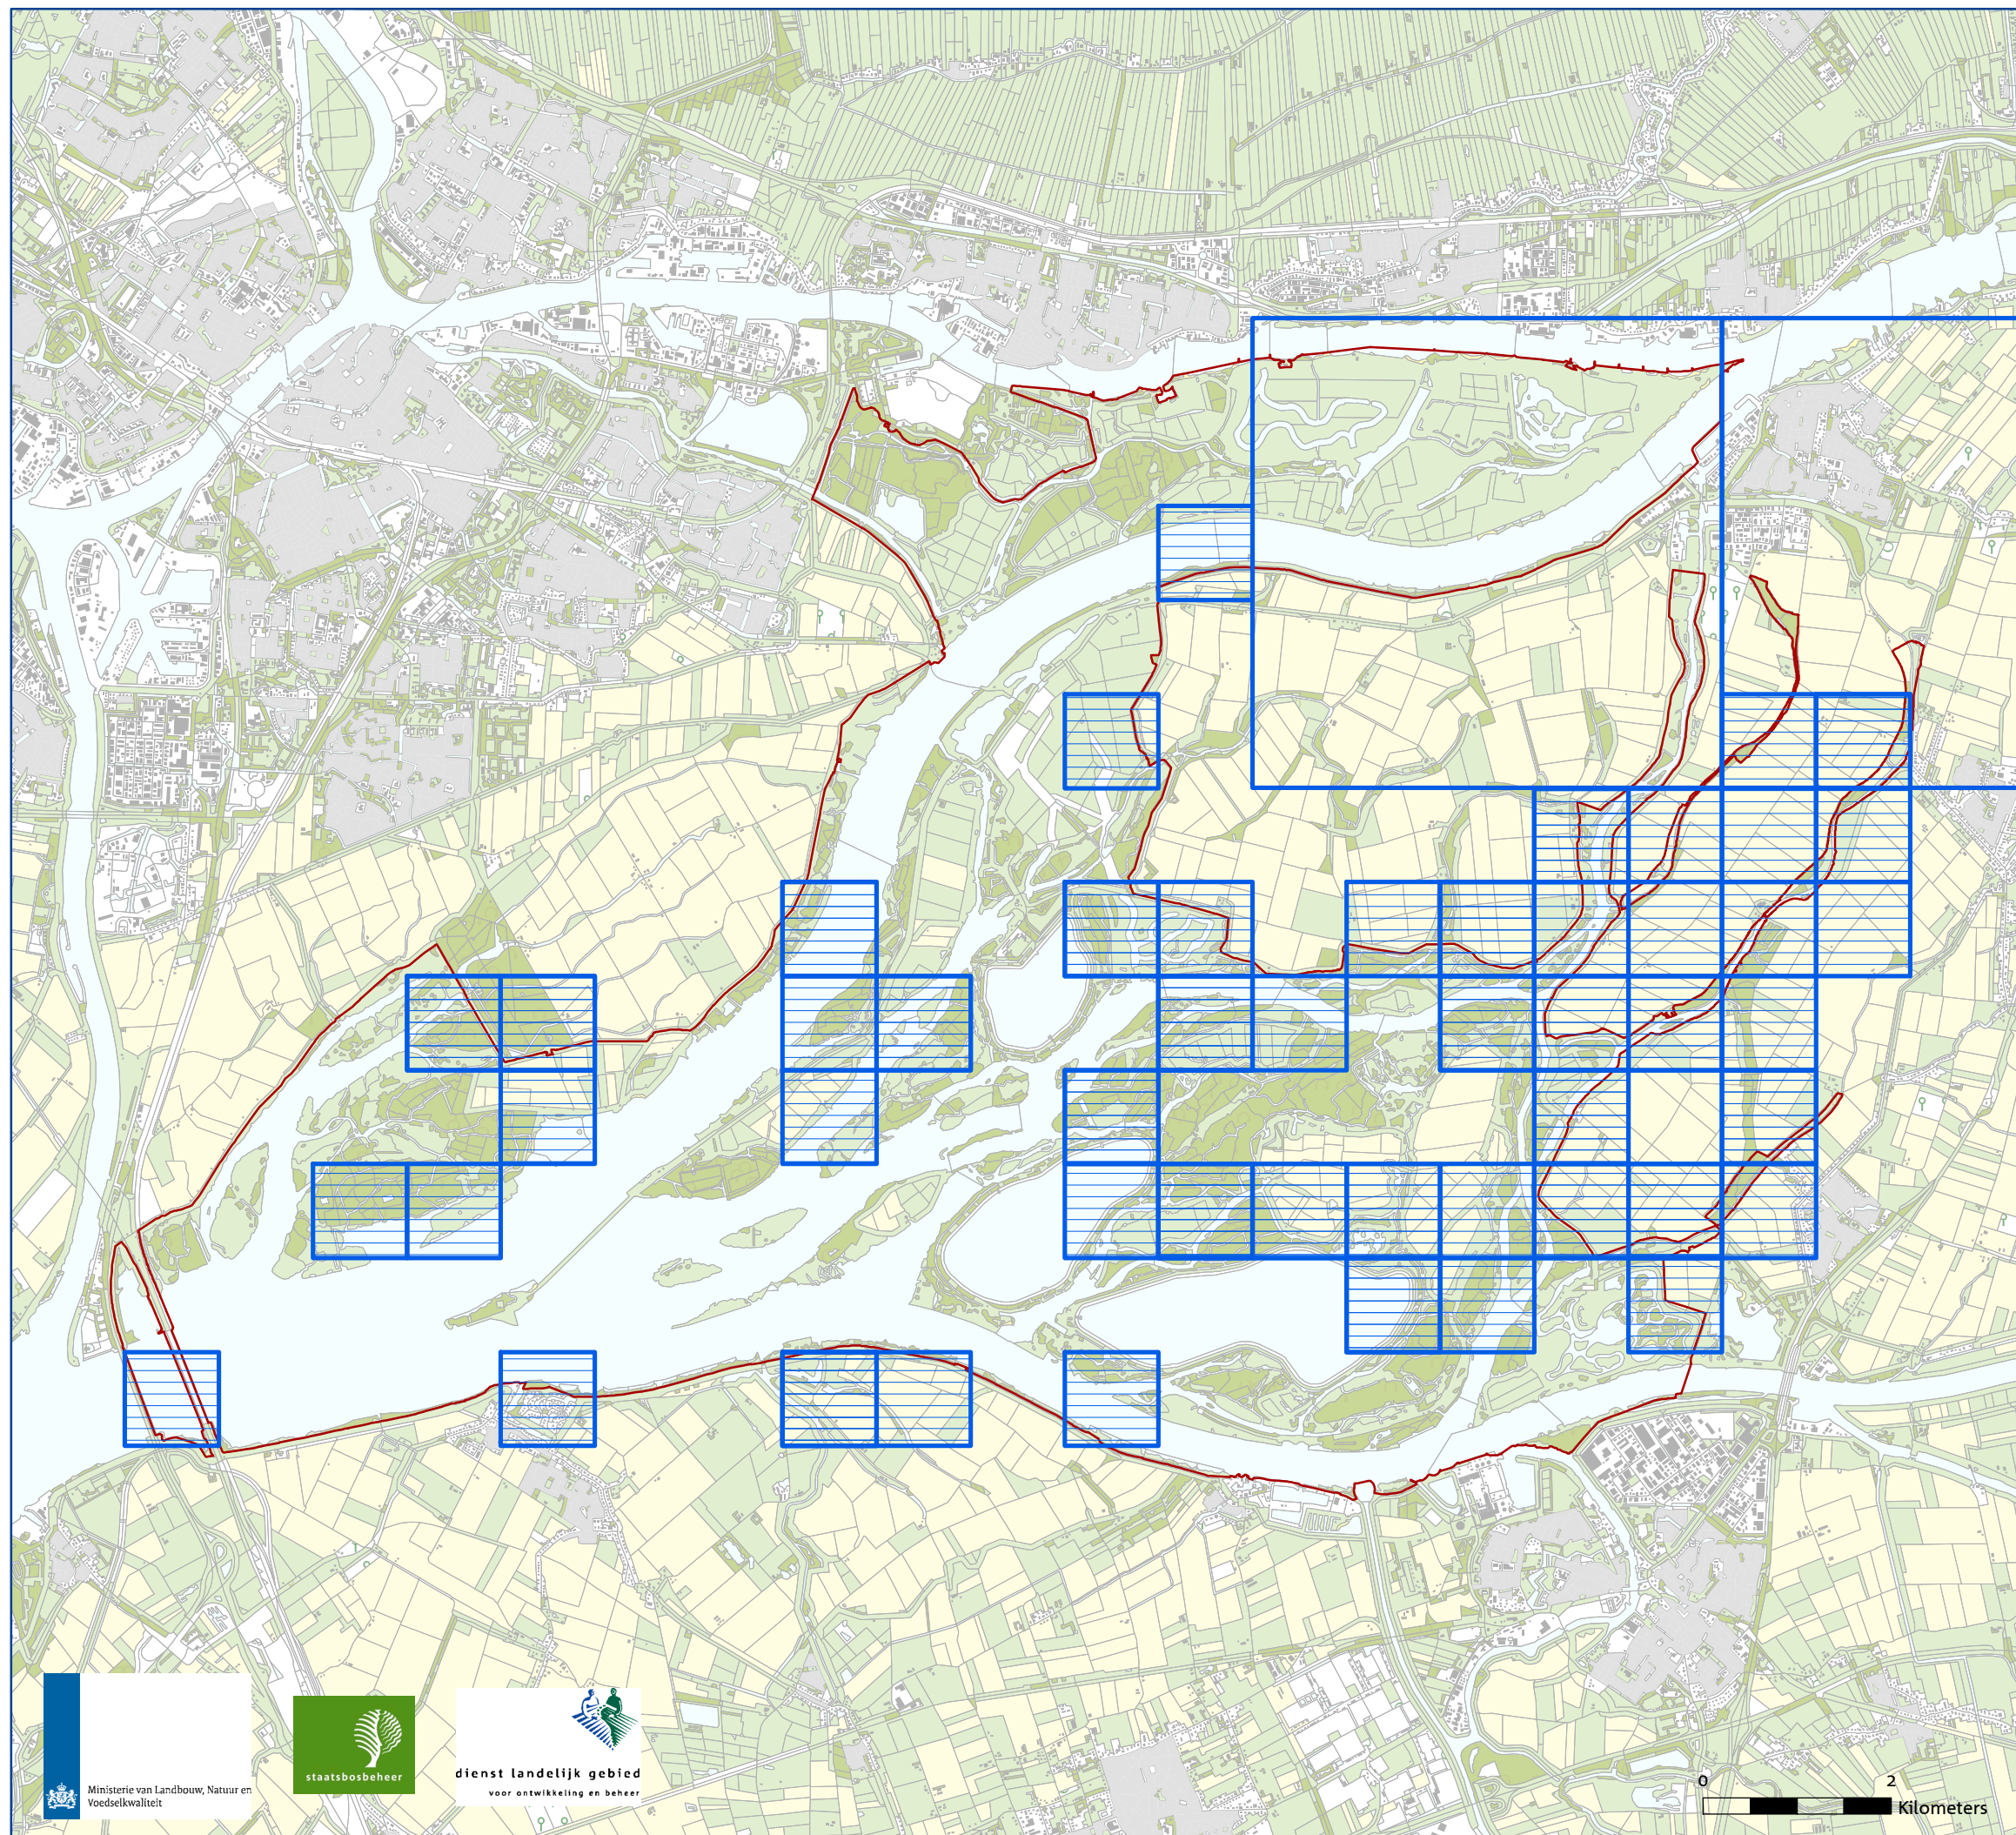 Ministerie van Landbouw, Natuur en
Voedselkwaliteit
staatsbosbeheer
dienst landelijk gebied
voor ontwikkeling en beheer
0 2
Kilometers